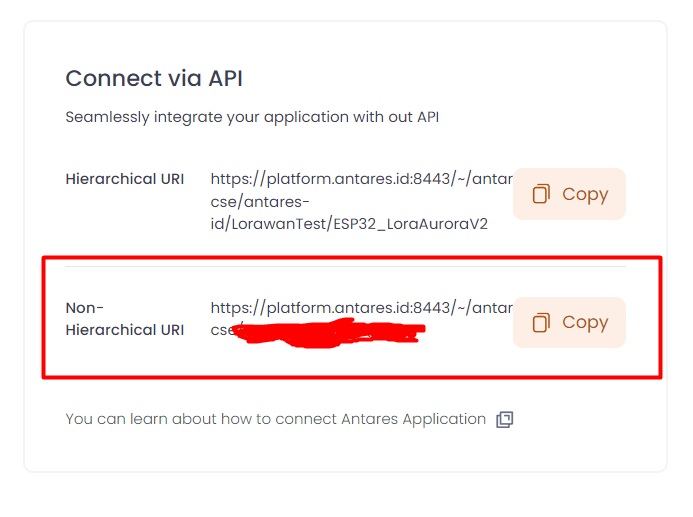 Connect via API
Seamlessly integrate your application with out API
Hierarchical URI
https://platform.antares.id:8443/~/antar
cse/antares-
id/LorawanTest/ESP32_LoraAuroraV2
Copy
Non-
Hierarchical URI
https://platform.antares.id:8443/~/antar
cse/
Copy
You can learn about how to connect Antares Application